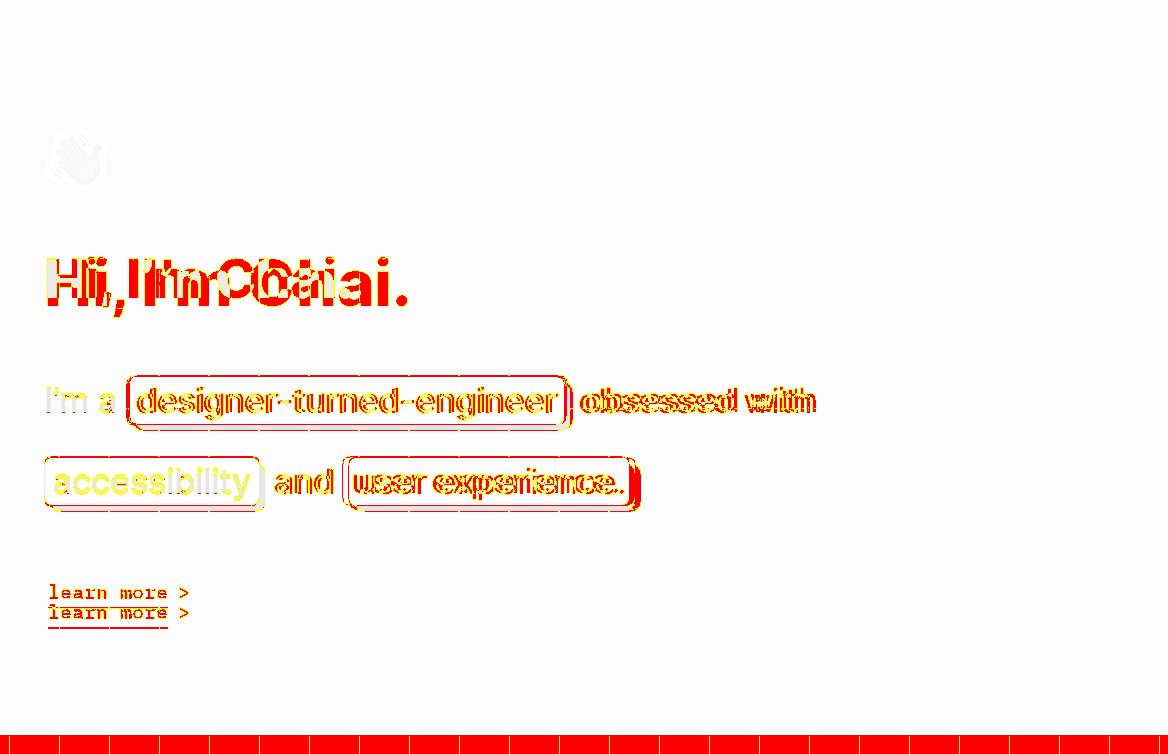 Hi, I'm Chai.
I'm a designer-turned-engineer obsessed with
accessibility and user experience.
learn more >
learn more >